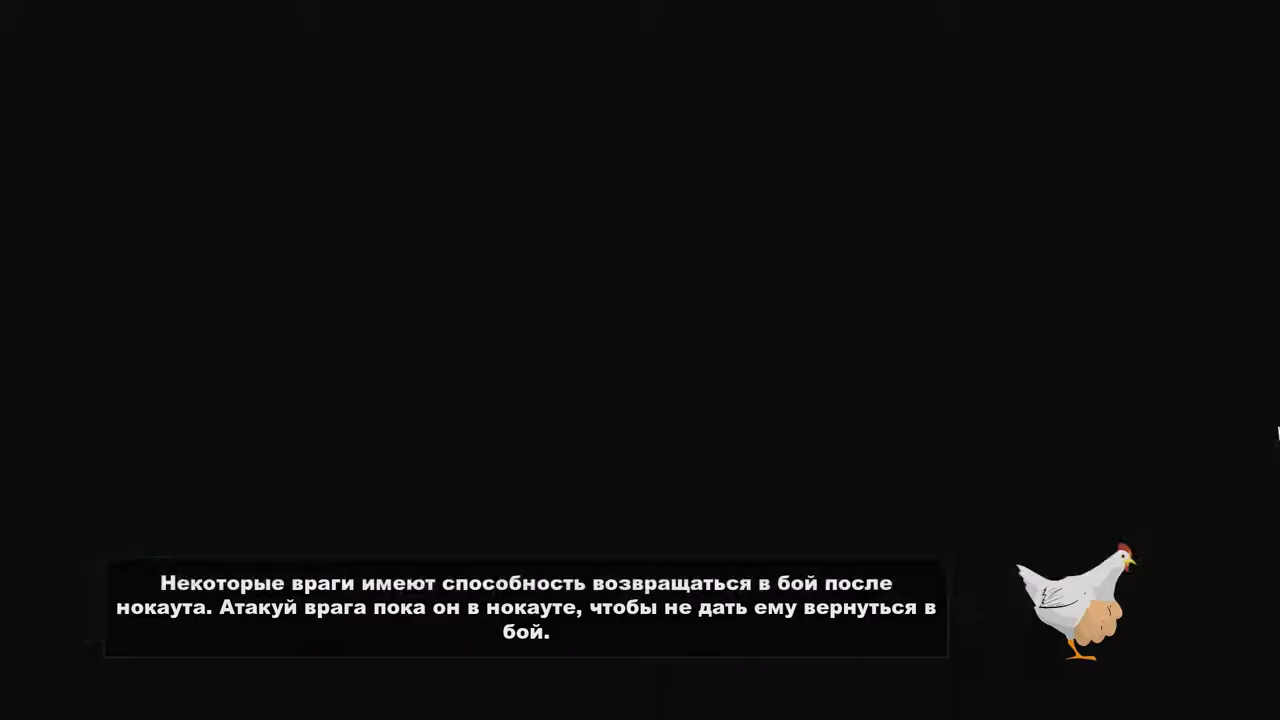 Некоторые враги имеют способность возвращаться в бой после
нокаута. Атакуй врага пока он в нокауте, чтобы не дать ему вернуться в
бой.